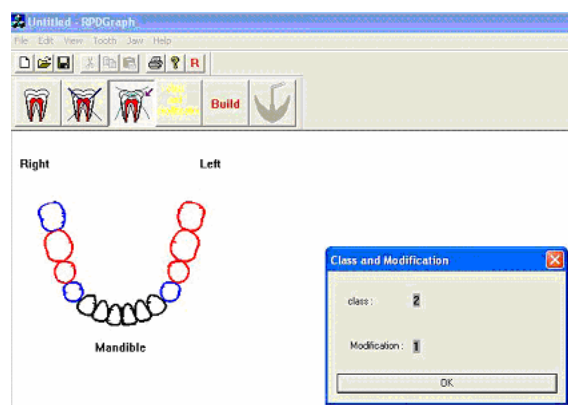 Untitled - RPDGraph
File Edit View Tooth Jaw Help
R
Build
Right
Left
Mandible
Class and Modification
class :
2
Modification :
1
OK